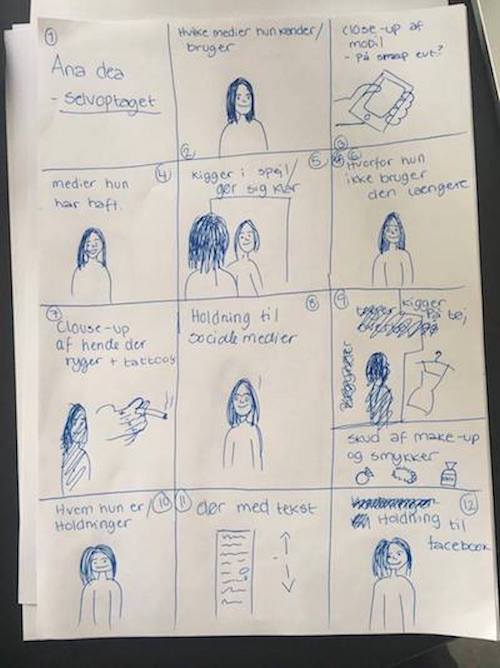 1
Ana dea
- selvoptaget
Hvilke medier hun kender/
bruger
2
Close-up af
mobil
- på snap evt?
3
medier hun
har haft.
4
kigger i spejl/
gør sig klar
5
6
Hvorfor hun
ikke bruger
den længere
7
Clouse-up
af hende der
ryger + tattoos
Holdning til
sociale medier
8
9
kigger
på tøj
skud af make-up
og smykker
Hvem hun er/
Holdninger
10
11
dør med tekst
12
Holdning til
facebook